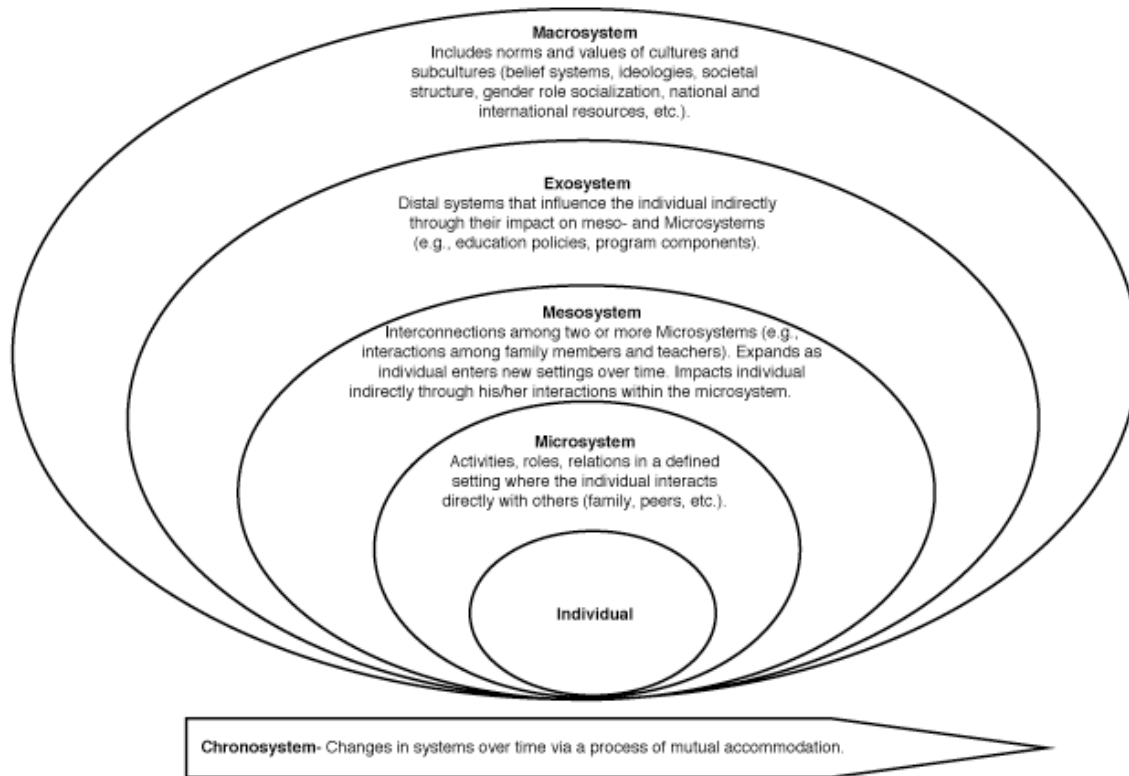 Macrosystem
Includes norms and values of cultures and
subcultures (belief systems, ideologies, societal
structure, gender role socialization, national and
international resources, etc.).
Exosystem
Distal systems that influence the individual indirectly
through their impact on meso- and Microsystems
(e.g., education policies, program components).
Mesosystem
Interconnections among two or more Microsystems (e.g.,
interactions among family members and teachers). Expands as
individual enters new settings over time. Impacts individual
indirectly through his/her interactions within the microsystem.
Microsystem
Activities, roles, relations in a defined
setting where the individual interacts
directly with others (family, peers, etc.).
Individual
Chronosystem- Changes in systems over time via a process of mutual accommodation.